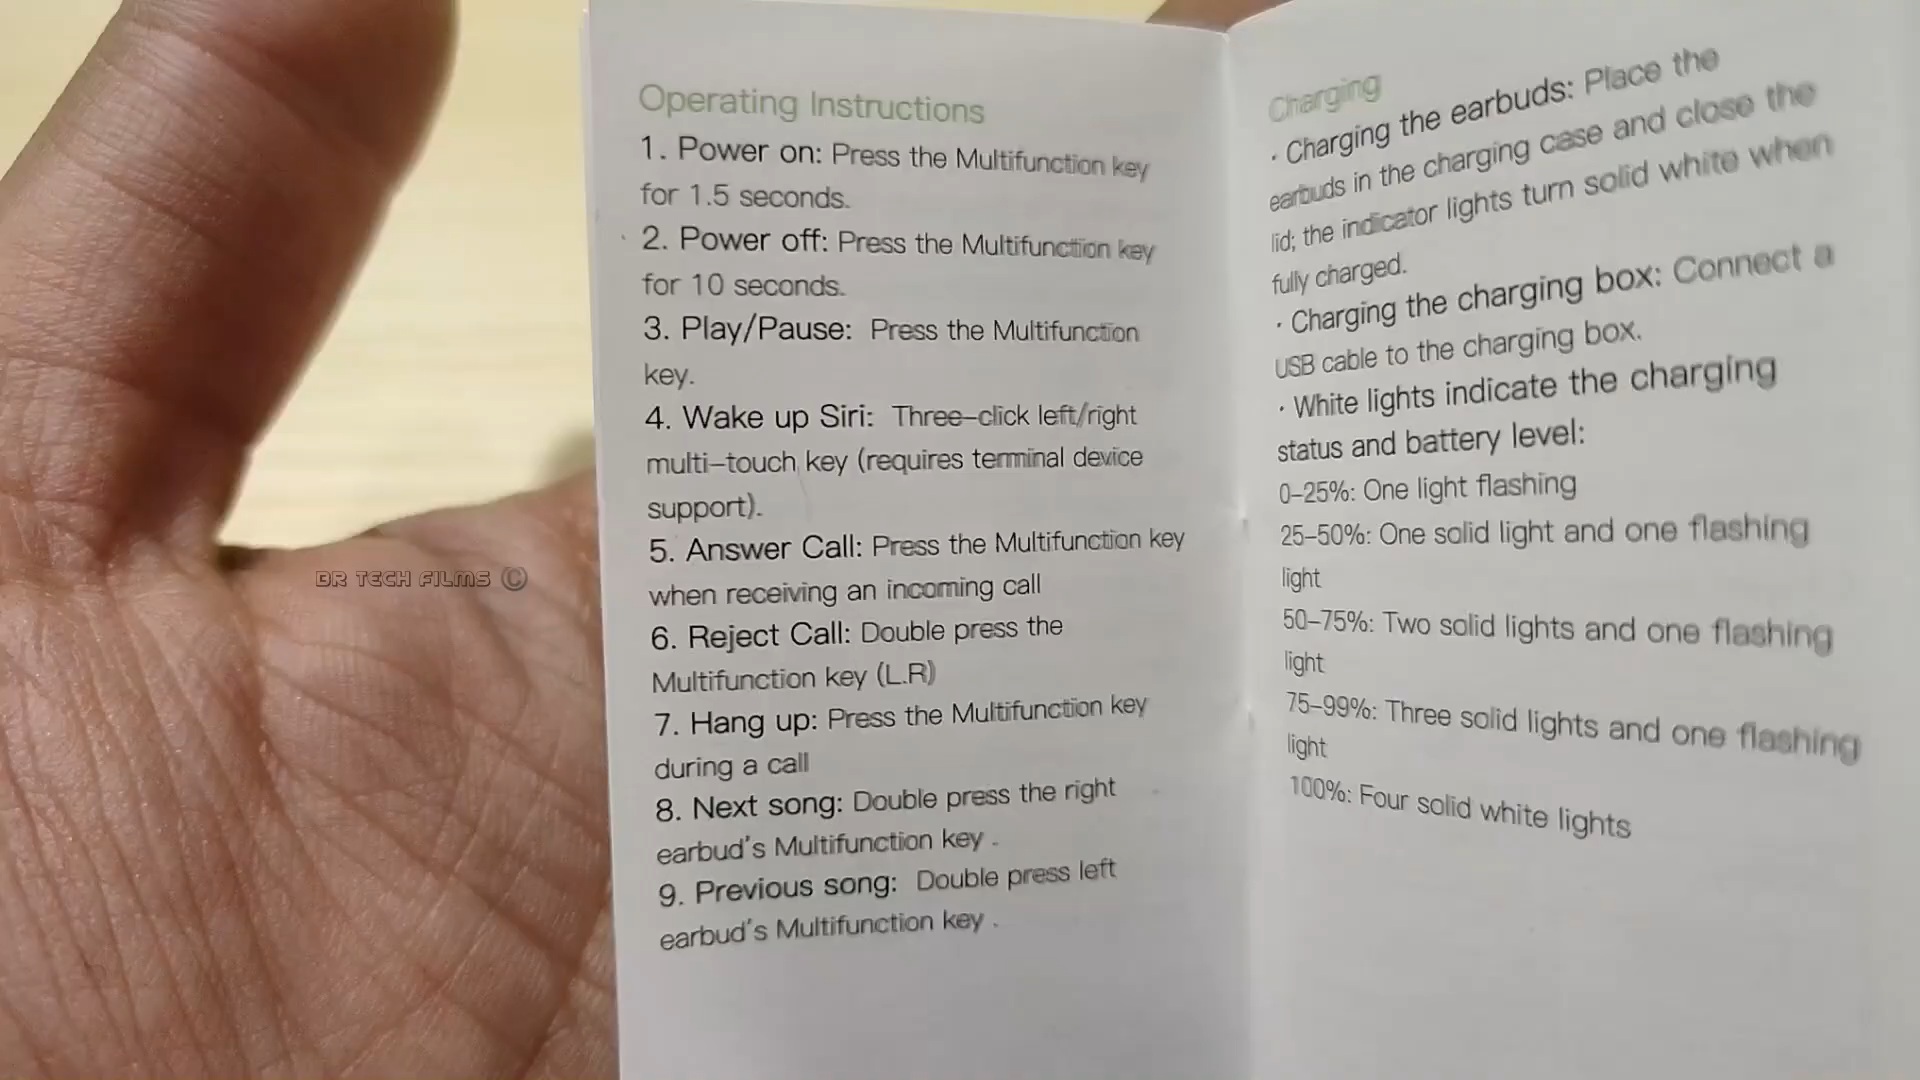 Operating Instructions
1. Power on: Press the Multifunction key
for 1.5 seconds.
2. Power off: Press the Multifunction key
for 10 seconds.
3. Play/Pause: Press the Multifunction
key.
4. Wake up Siri: Three-click left/right
multi-touch key (requires terminal device
support).
5. Answer Call: Press the Multifunction key
when receiving an incoming call
6. Reject Call: Double press the
Multifunction key (L.R)
7. Hang up: Press the Multifunction key
during a call
8. Next song: Double press the right
earbud's Multifunction key .
9. Previous song: Double press left
earbud's Multifunction key .
Charging
· Charging the earbuds: Place the
earbuds in the charging case and close the
lid; the indicator lights turn solid white when
fully charged.
· Charging the charging box: Connect a
USB cable to the charging box.
· White lights indicate the charging
status and battery level:
0-25%: One light flashing
25-50%: One solid light and one flashing
light
50-75%: Two solid lights and one flashing
light
75-99%: Three solid lights and one flashing
light
100%: Four solid white lights
BR TECH FILMS ©